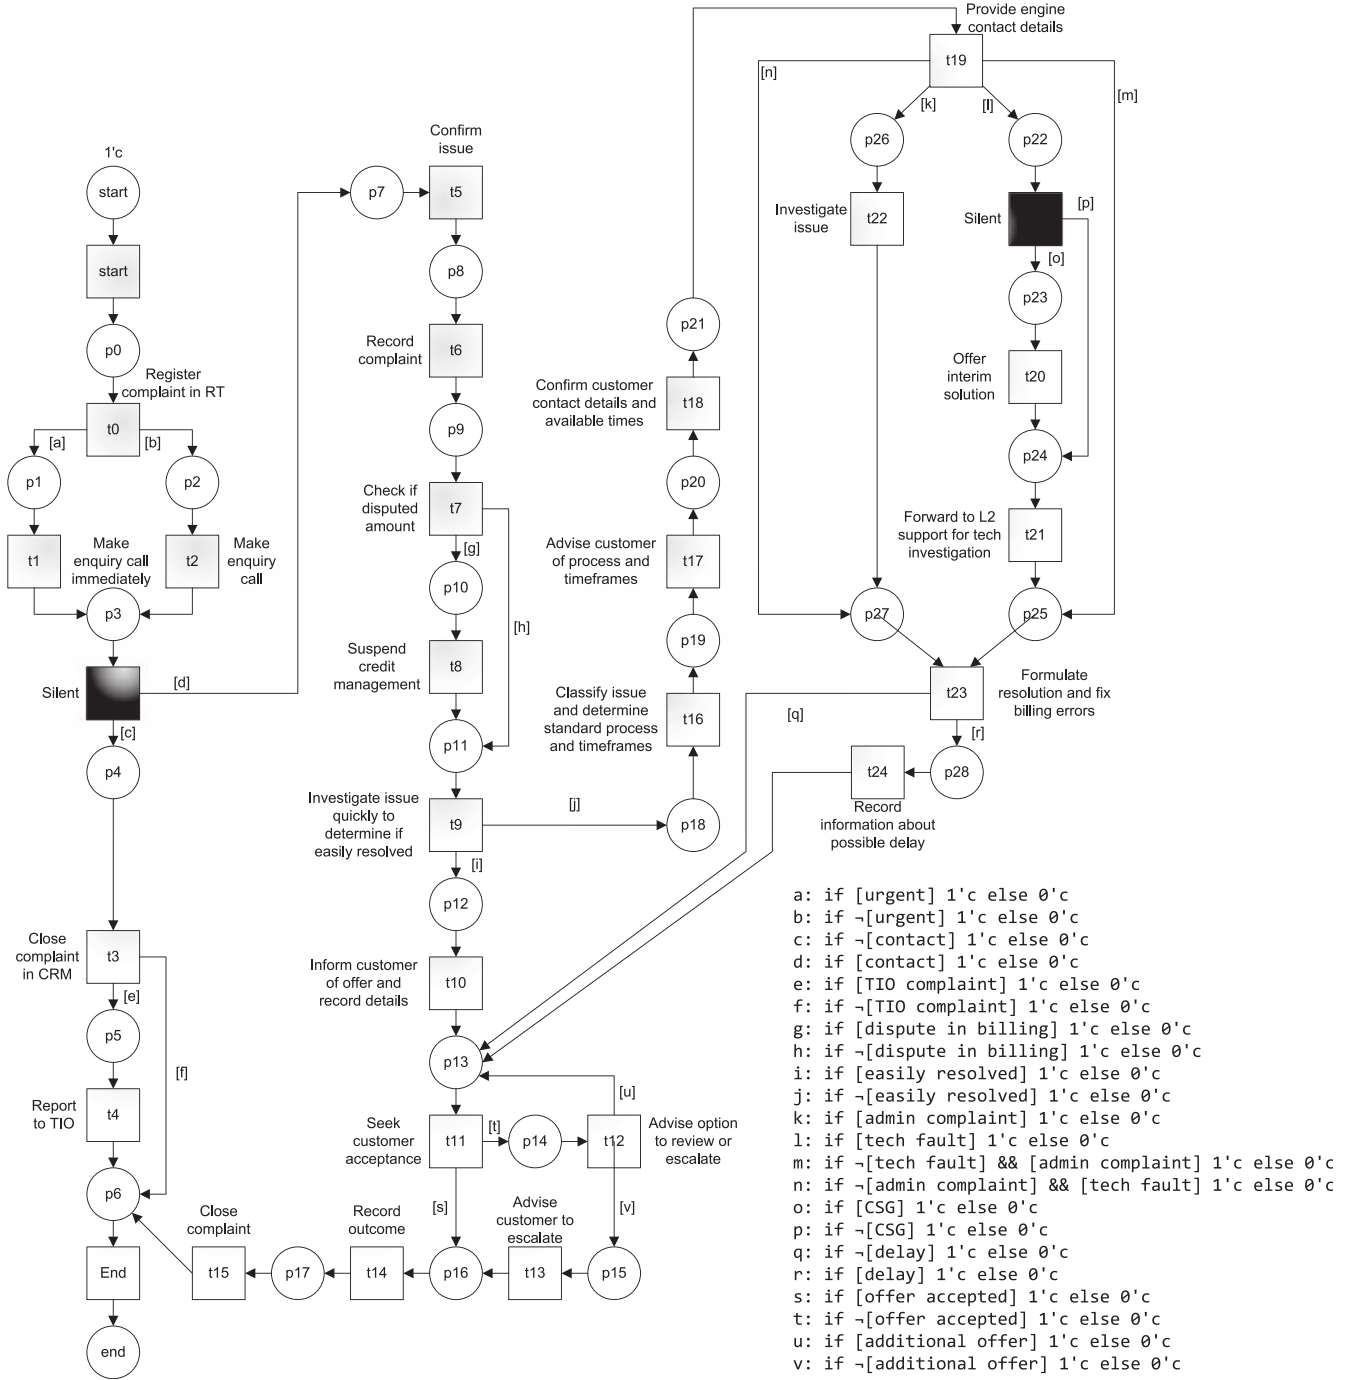 1'c
start
start
p0
Register
complaint in RT
t0
[a]
[b]
p1
p2
t1
Make
enquiry call
immediately
t2
Make
enquiry
call
p3
Silent
[d]
[c]
p4
Close
complaint
in CRM
t3
[e]
p5
[f]
Report
to TIO
t4
p6
End
end
Confirm
issue
p7
t5
p8
Record
complaint
t6
p9
Check if
disputed
amount
t7
[g]
p10
[h]
Suspend
credit
management
t8
p11
Investigate issue
quickly to
determine if
easily resolved
t9
[j]
[i]
p12
Inform customer
of offer and
record details
t10
p13
[u]
Seek
customer
acceptance
t11
[t]
p14
t12
Advise option
to review or
escalate
[s]
[v]
Close
complaint
Record
outcome
Advise
customer to
escalate
t15
p17
t14
p16
t13
p15
p21
Confirm customer
contact details and
available times
t18
p20
Advise customer
of process and
timeframes
t17
p19
Classify issue
and determine
standard process
and timeframes
t16
p18
Provide engine
contact details
t19
[n]
[k]
[l]
[m]
p26
p22
Investigate
issue
t22
Silent
[p]
[o]
p23
Offer
interim
solution
t20
p24
Forward to L2
support for tech
investigation
t21
p27
p25
t23
Formulate
resolution and fix
billing errors
[q]
[r]
t24
p28
Record
information about
possible delay
a: if [urgent] 1'c else 0'c
b: if ¬[urgent] 1'c else 0'c
c: if ¬[contact] 1'c else 0'c
d: if [contact] 1'c else 0'c
e: if [TIO complaint] 1'c else 0'c
f: if ¬[TIO complaint] 1'c else 0'c
g: if [dispute in billing] 1'c else 0'c
h: if ¬[dispute in billing] 1'c else 0'c
i: if [easily resolved] 1'c else 0'c
j: if ¬[easily resolved] 1'c else 0'c
k: if [admin complaint] 1'c else 0'c
l: if [tech fault] 1'c else 0'c
m: if ¬[tech fault] && [admin complaint] 1'c else 0'c
n: if ¬[admin complaint] && [tech fault] 1'c else 0'c
o: if [CSG] 1'c else 0'c
p: if ¬[CSG] 1'c else 0'c
q: if ¬[delay] 1'c else 0'c
r: if [delay] 1'c else 0'c
s: if [offer accepted] 1'c else 0'c
t: if ¬[offer accepted] 1'c else 0'c
u: if [additional offer] 1'c else 0'c
v: if ¬[additional offer] 1'c else 0'c